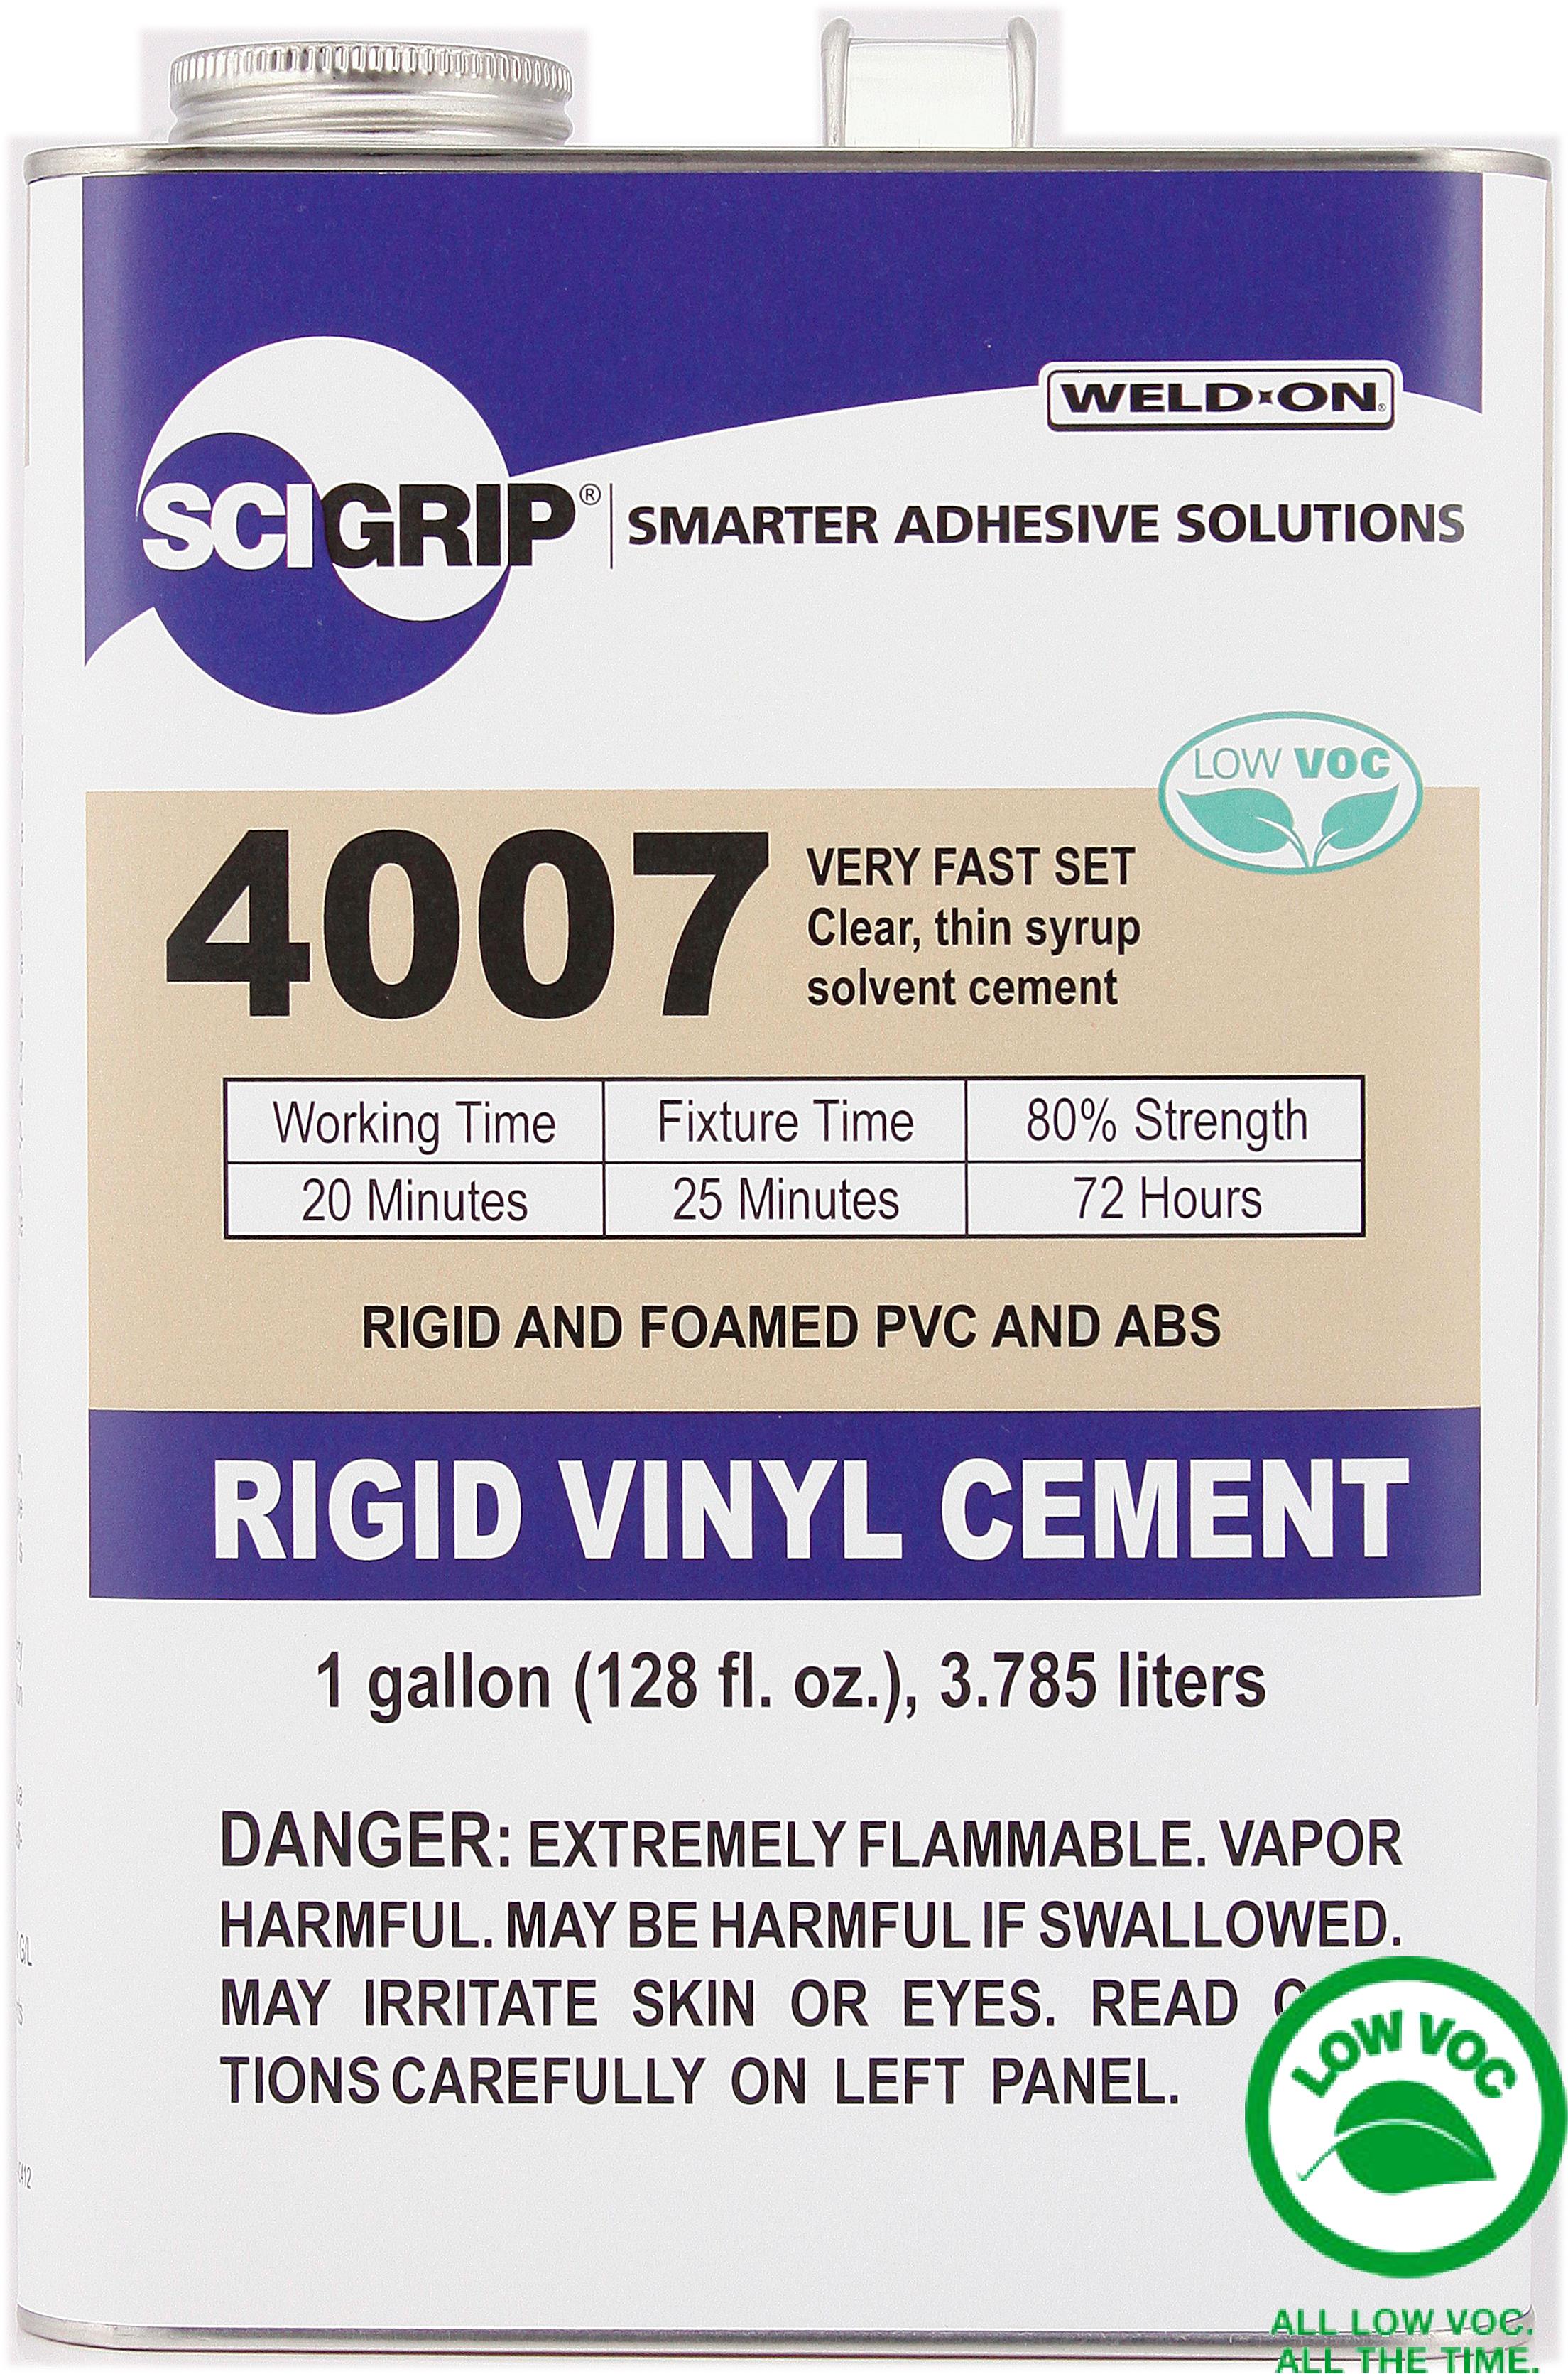 WELD-ON®
SCIGRIP® | SMARTER ADHESIVE SOLUTIONS
LOW VOC
4007
VERY FAST SET
Clear, thin syrup
solvent cement
Working Time Fixture Time 80% Strength
20 Minutes 25 Minutes 72 Hours
RIGID AND FOAMED PVC AND ABS
RIGID VINYL CEMENT
1 gallon (128 fl. oz.), 3.785 liters
DANGER: EXTREMELY FLAMMABLE. VAPOR
HARMFUL. MAY BE HARMFUL IF SWALLOWED.
MAY IRRITATE SKIN OR EYES. READ
TIONS CAREFULLY ON LEFT PANEL.
LOW VOC
ALL LOW VOC.
ALL THE TIME.